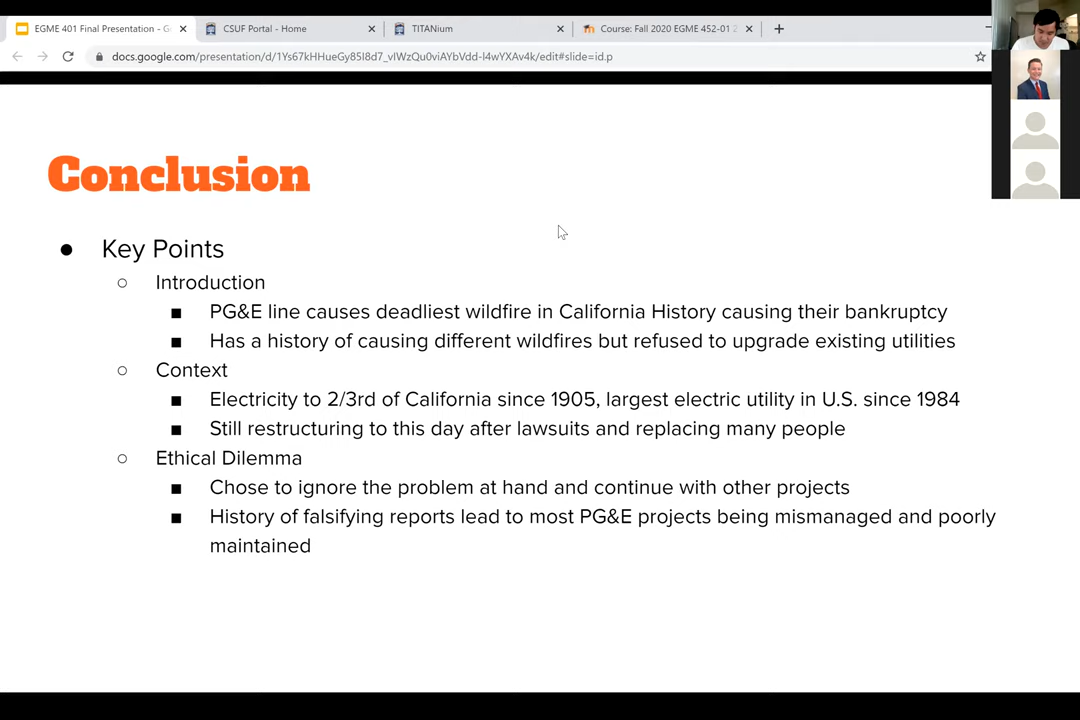 EGME 401 Final Presentation - G
CSUF Portal - Home
TITANium
Course: Fall 2020 EGME 452-01 2
docs.google.com/presentation/d/1Ys67kHHueGy85I8d7_vIWzQu0viAYbVdd-I4wYXAv4k/edit#slide=id.p
Conclusion
● Key Points
○ Introduction
■ PG&E line causes deadliest wildfire in California History causing their bankruptcy
■ Has a history of causing different wildfires but refused to upgrade existing utilities
○ Context
■ Electricity to 2/3rd of California since 1905, largest electric utility in U.S. since 1984
■ Still restructuring to this day after lawsuits and replacing many people
○ Ethical Dilemma
■ Chose to ignore the problem at hand and continue with other projects
■ History of falsifying reports lead to most PG&E projects being mismanaged and poorly
maintained